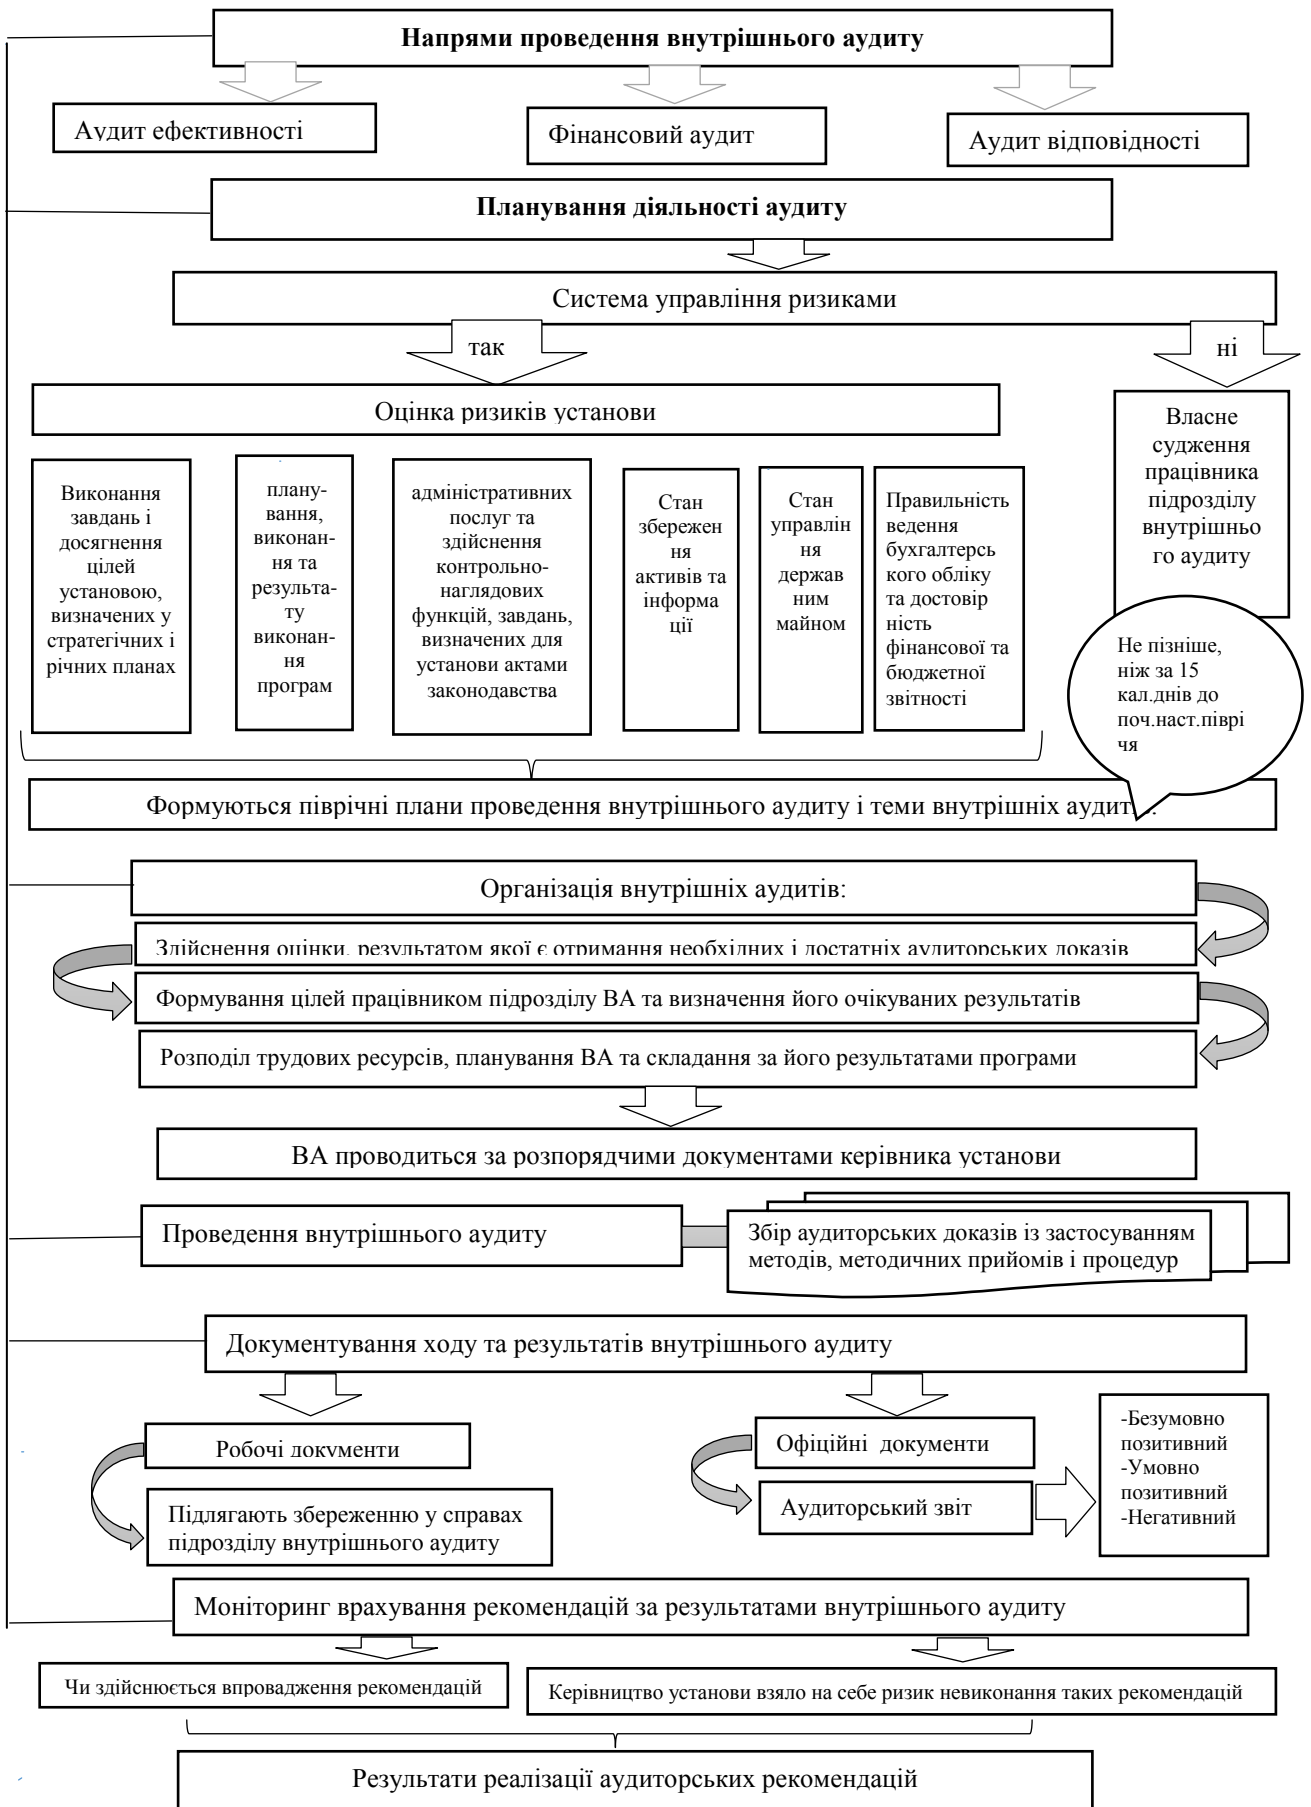 Напрями проведення внутрішнього аудиту
Аудит ефективності
Фінансовий аудит
Аудит відповідності
Планування діяльності аудиту
Система управління ризиками
так
ні
Оцінка ризиків установи
Власне
судження
працівника
підрозділу
внутрішньо
го аудиту
Виконання
завдань і
досягнення
цілей
установою,
визначених у
стратегічних і
річних планах
плану-
вання,
виконан-
ня та
результа-
ту
виконан-
ня
програм
адміністративних
послуг та
здійснення
контрольно-
наглядових
функцій, завдань,
визначених для
установи актами
законодавства
Стан
збережен
ня
активів та
інформа
ції
Стан
управлін
ня
держав
ним
майном
Правильність
ведення
бухгалтерсь
кого обліку
та достовір
ність
фінансової та
бюджетної
звітності
Не пізніше,
ніж за 15
кал.днів до
поч.наст.піврі
чя
Формуються піврічні плани проведення внутрішнього аудиту і теми внутрішніх аудит
Організація внутрішніх аудитів:
Здійснення оцінки, результатом якої є отримання необхідних і достатніх аудиторських доказів
Формування цілей працівником підрозділу ВА та визначення його очікуваних результатів
Розподіл трудових ресурсів, планування ВА та складання за його результатами програми
ВА проводиться за розпорядчими документами керівника установи
Проведення внутрішнього аудиту
Збір аудиторських доказів із застосуванням
методів, методичних прийомів і процедур
Документування ходу та результатів внутрішнього аудиту
Робочі документи
Підлягають збереженню у справах
підрозділу внутрішнього аудиту
Офіційні документи
Аудиторський звіт
-Безумовно
позитивний
-Умовно
позитивний
-Негативний
Моніторинг врахування рекомендацій за результатами внутрішнього аудиту
Чи здійснюється впровадження рекомендацій
Керівництво установи взяло на себе ризик невиконання таких рекомендацій
Результати реалізації аудиторських рекомендацій